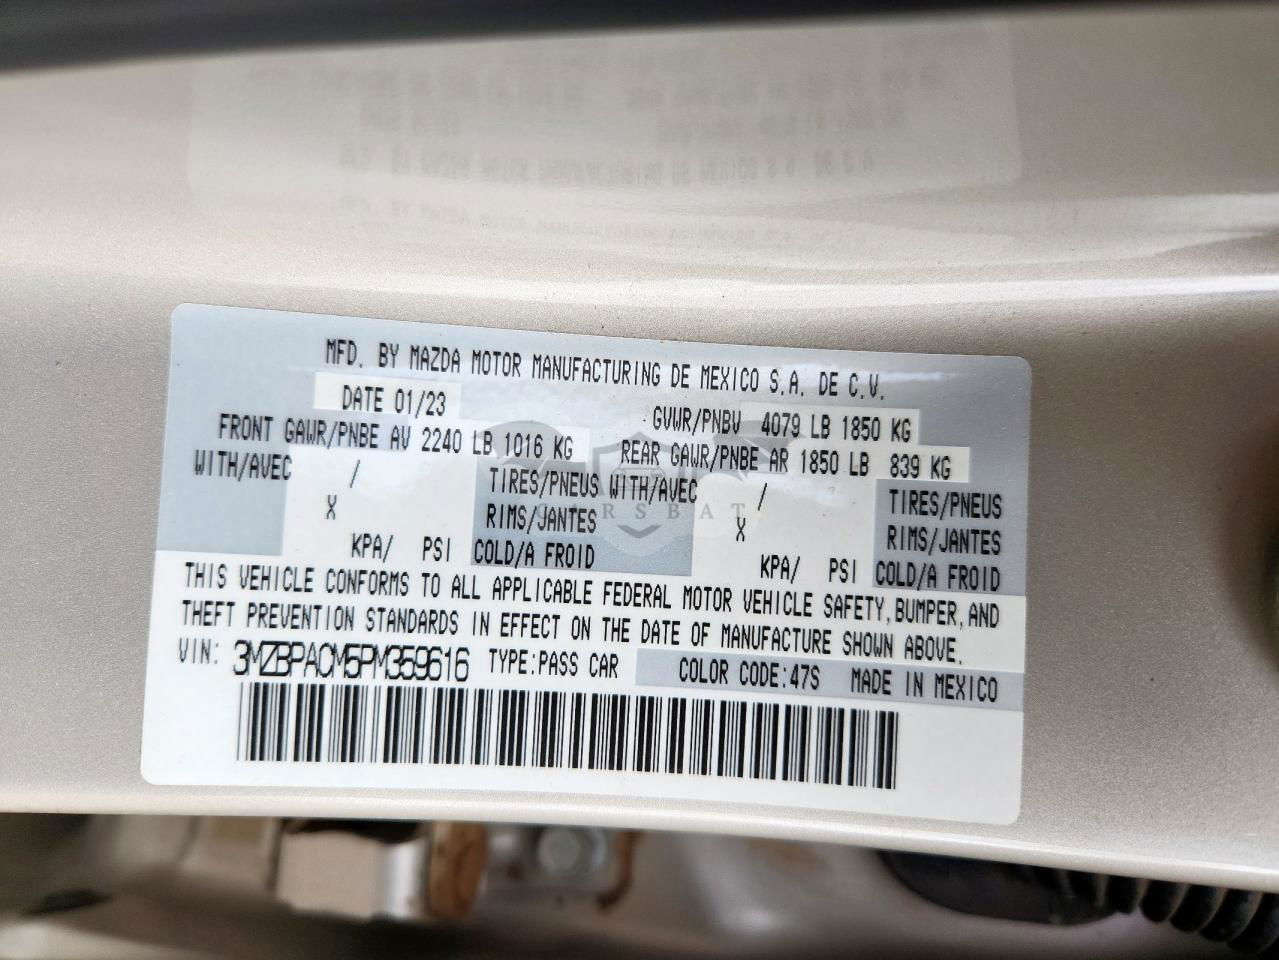 MFD. BY MAZDA MOTOR MANUFACTURING DE MEXICO S.A. DE C.V.
DATE 01/23 GVWR/PNBV 4079 LB 1850 KG
FRONT GAWR/PNBE AV 2240 LB 1016 KG REAR GAWR/PNBE AR 1850 LB 839 KG
WITH/AVEC / TIRES/PNEUS WITH/AVEC / TIRES/PNEUS
X RIMS/JANTES X RIMS/JANTES
KPA/ PSI COLD/A FROID KPA/ PSI COLD/A FROID
CARSBAT
THIS VEHICLE CONFORMS TO ALL APPLICABLE FEDERAL MOTOR VEHICLE SAFETY, BUMPER, AND
THEFT PREVENTION STANDARDS IN EFFECT ON THE DATE OF MANUFACTURE SHOWN ABOVE.
VIN: 3MZBPACM5PM359616 TYPE:PASS CAR COLOR CODE:47S MADE IN MEXICO